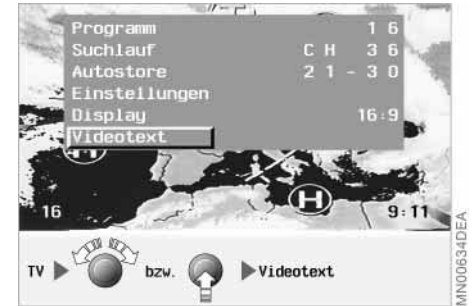 Programm 16
Suchlauf CH 36
Autostore 21-30
Einstellungen
Display 16:9
Videotext
H H
16 9:11
TV bzw. Videotext
MN00634DEA